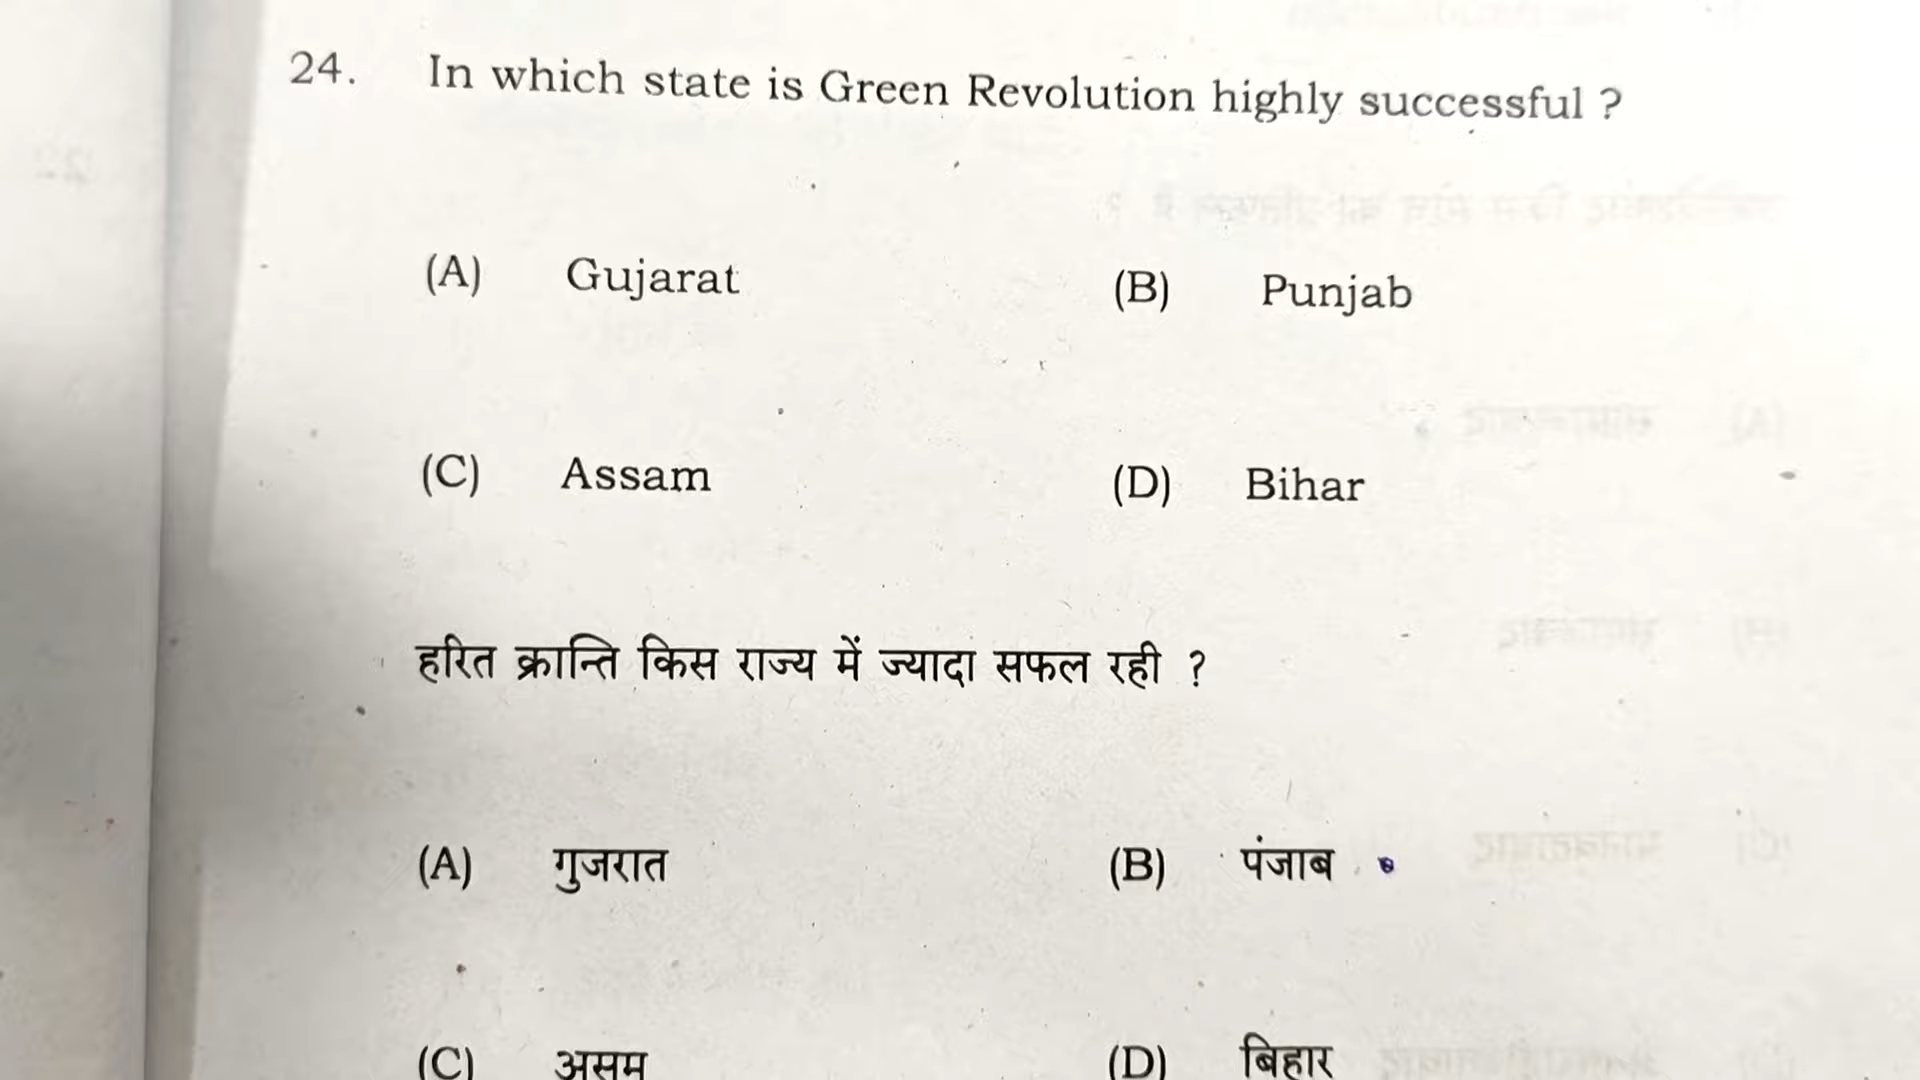 24. In which state is Green Revolution highly successful ?
(A) Gujarat (B) Punjab
(C) Assam (D) Bihar
हरित क्रान्ति किस राज्य में ज्यादा सफल रही ?
(A) गुजरात (B) पंजाब
(C) असम (D) बिहार